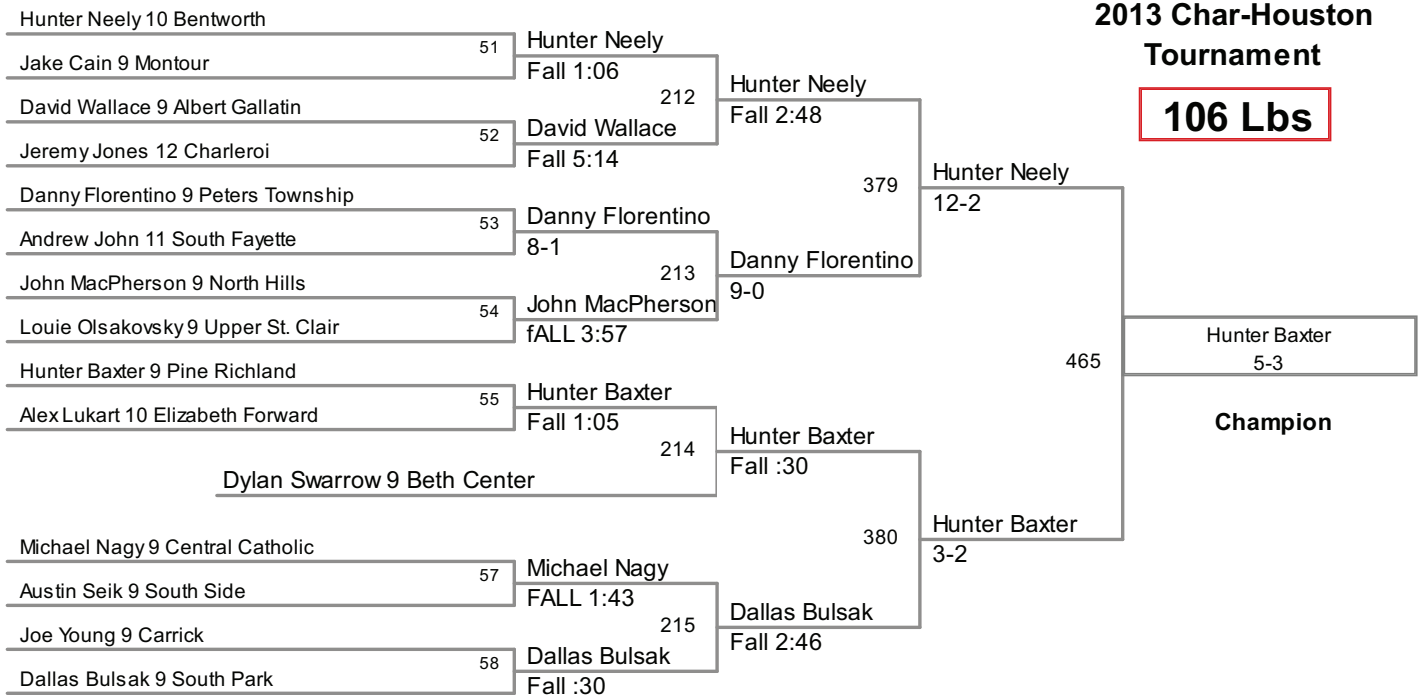 2013 Char-Houston
Tournament
106 Lbs
Hunter Neely 10 Bentworth
51
Jake Cain 9 Montour
Hunter Neely
Fall 1:06
David Wallace 9 Albert Gallatin
52
Jeremy Jones 12 Charleroi
David Wallace
Fall 5:14
212
Hunter Neely
Fall 2:48
Danny Florentino 9 Peters Township
53
Andrew John 11 South Fayette
Danny Florentino
8-1
John MacPherson 9 North Hills
54
Louie Olsakovsky 9 Upper St. Clair
John MacPherson
fALL 3:57
213
Danny Florentino
9-0
379
Hunter Neely
12-2
Hunter Baxter 9 Pine Richland
55
Alex Lukart 10 Elizabeth Forward
Hunter Baxter
Fall 1:05
Dylan Swarrow 9 Beth Center
214
Hunter Baxter
Fall :30
Michael Nagy 9 Central Catholic
57
Austin Seik 9 South Side
Michael Nagy
FALL 1:43
Joe Young 9 Carrick
58
Dallas Bulsak 9 South Park
Dallas Bulsak
Fall :30
215
Dallas Bulsak
Fall 2:46
380
Hunter Baxter
3-2
465
Hunter Baxter
5-3
Champion